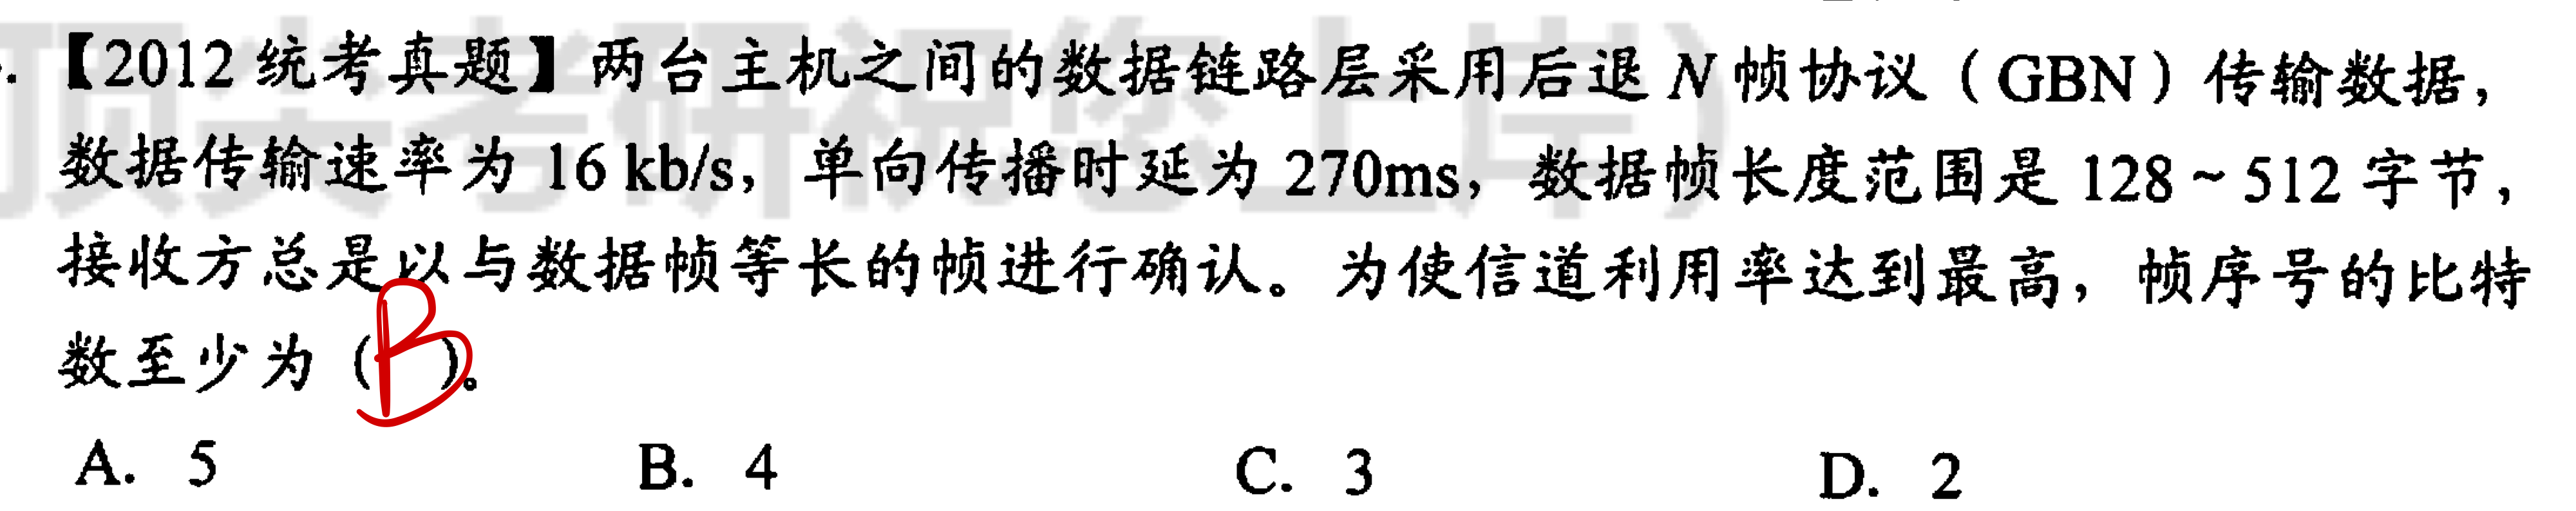 .【2012 统考真题】两台主机之间的数据链路层采用后退 N 帧协议（GBN）传输数据，
数据传输速率为 16 kb/s，单向传播时延为 270ms，数据帧长度范围是 128 ~ 512 字节，
接收方总是以与数据帧等长的帧进行确认。为使信道利用率达到最高，帧序号的比特
数至少为（B）。
A. 5 B. 4 C. 3 D. 2